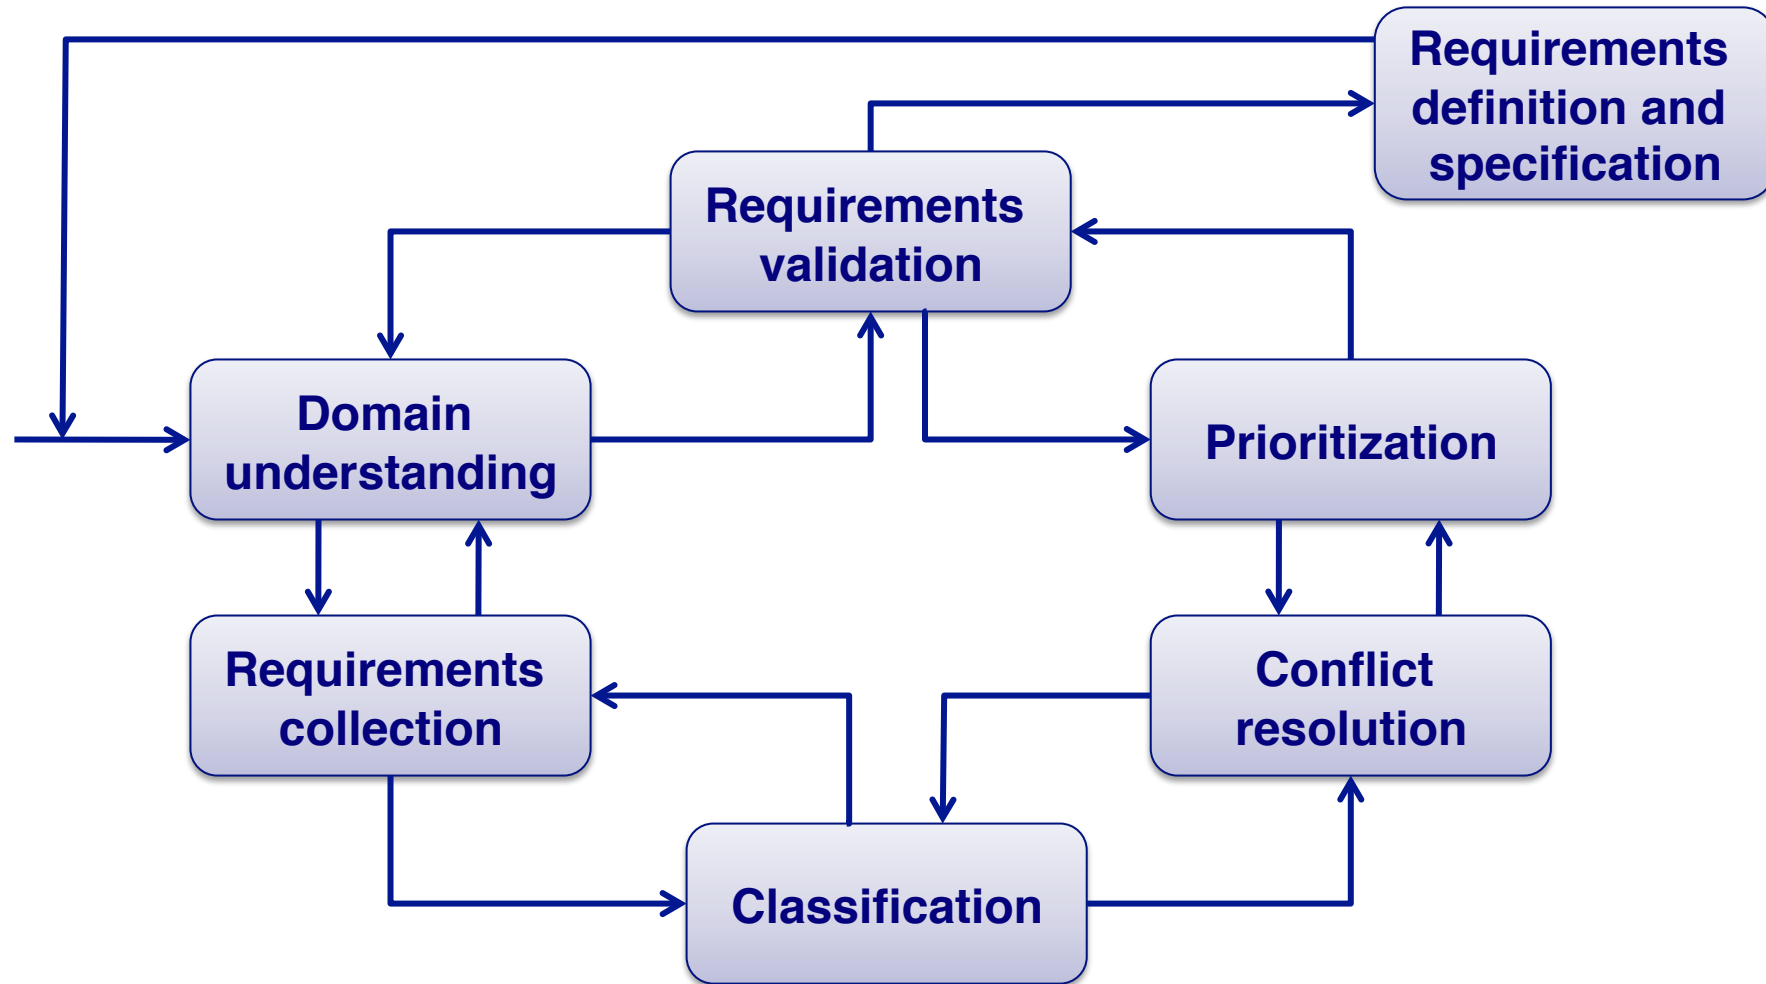 Requirements
definition and
specification
Requirements
validation
Domain
understanding
Prioritization
Requirements
collection
Conflict
resolution
Classification